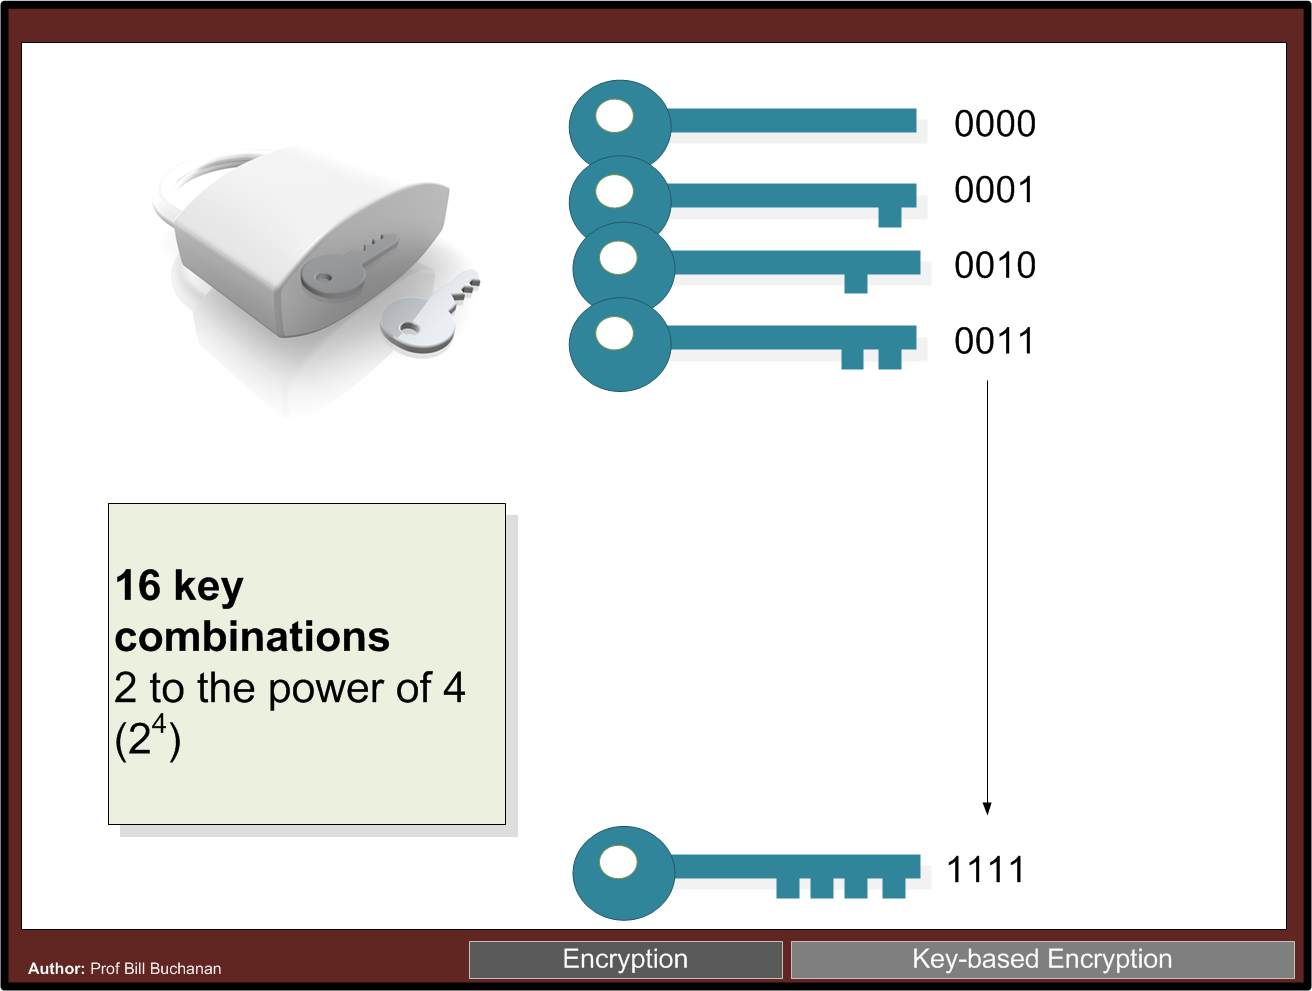 0000
0001
0010
0011
16 key
combinations
2 to the power of 4
(2⁴)
1111
Author: Prof Bill Buchanan
Encryption
Key-based Encryption